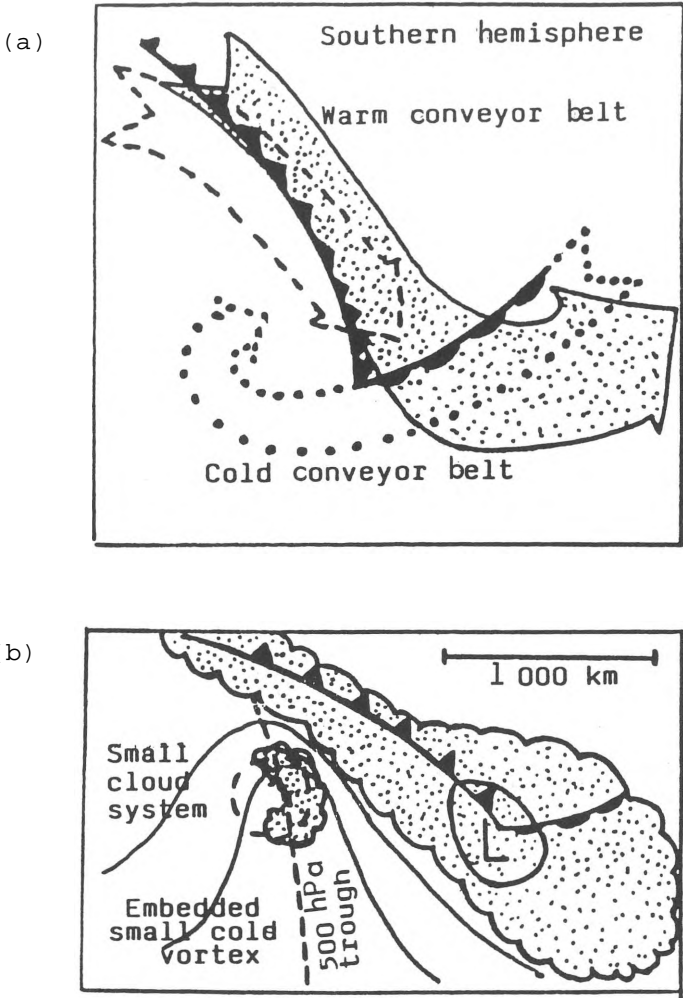 (a)
Southern hemisphere
Warm conveyor belt
Cold conveyor belt
b)
1 000 km
Small
cloud
system
L
Embedded
small cold
vortex
500 hPa
trough